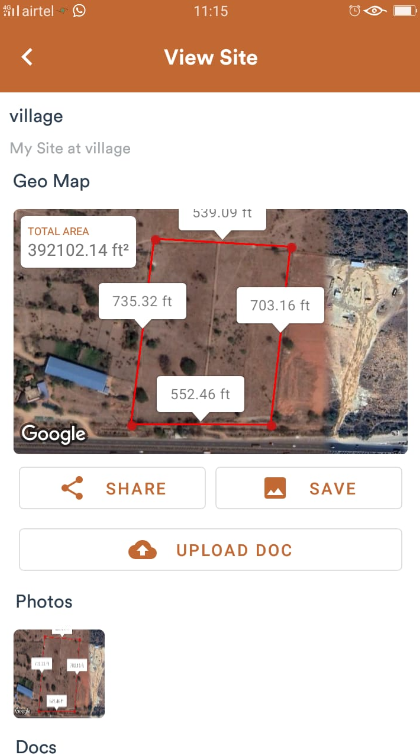 4G airtel 11:15
View Site
village
My Site at village
Geo Map
539.09 ft
TOTAL AREA
392102.14 ft²
735.32 ft
703.16 ft
552.46 ft
Google
SHARE
SAVE
UPLOAD DOC
Photos
Docs